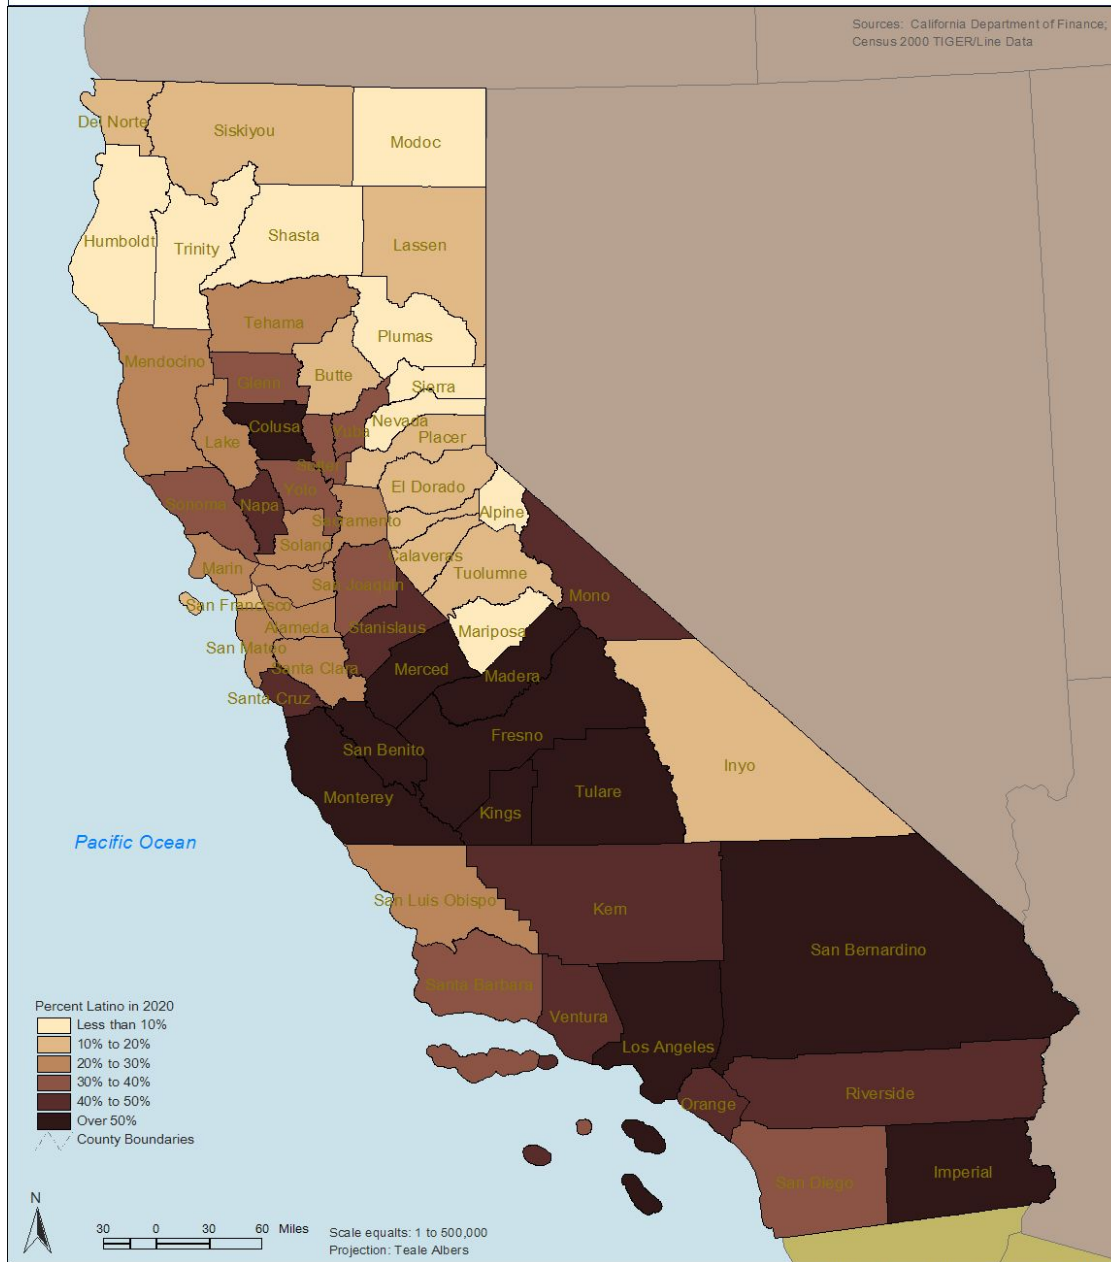 Sources: California Department of Finance;
Census 2000 TIGER/Line Data
Del Norte
Siskiyou
Modoc
Humboldt
Trinity
Shasta
Lassen
Tehama
Plumas
Mendocino
Glenn
Butte
Sierra
Colusa
Nevada
Yuba
Lake
Placer
Sutter
El Dorado
Sonoma
Napa
Yolo
Alpine
Sacramento
Solano
Calaveras
Marin
Tuolumne
San Joaquin
Mono
San Francisco
Alameda
Stanislaus
Mariposa
San Mateo
Santa Clara
Merced
Madera
Santa Cruz
San Benito
Fresno
Inyo
Monterey
Kings
Tulare
Pacific Ocean
San Luis Obispo
Kern
San Bernardino
Santa Barbara
Ventura
Los Angeles
Orange
Riverside
San Diego
Imperial
Percent Latino in 2020
Less than 10%
10% to 20%
20% to 30%
30% to 40%
40% to 50%
Over 50%
County Boundaries
N
30 0 30 60 Miles
Scale equalts: 1 to 500,000
Projection: Teale Albers